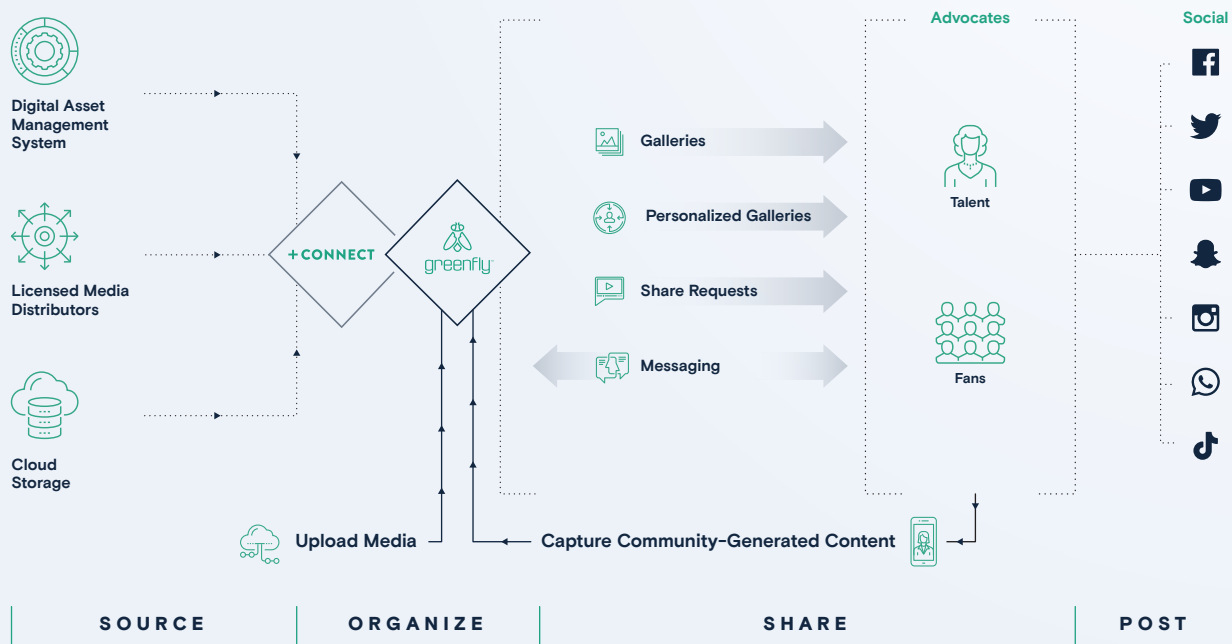 Digital Asset
Management
System
Licensed Media
Distributors
Cloud
Storage
+CONNECT
greenfly™
Galleries
Personalized Galleries
Share Requests
Messaging
Advocates
Talent
Fans
Social
Upload Media
Capture Community-Generated Content
SOURCE
ORGANIZE
SHARE
POST